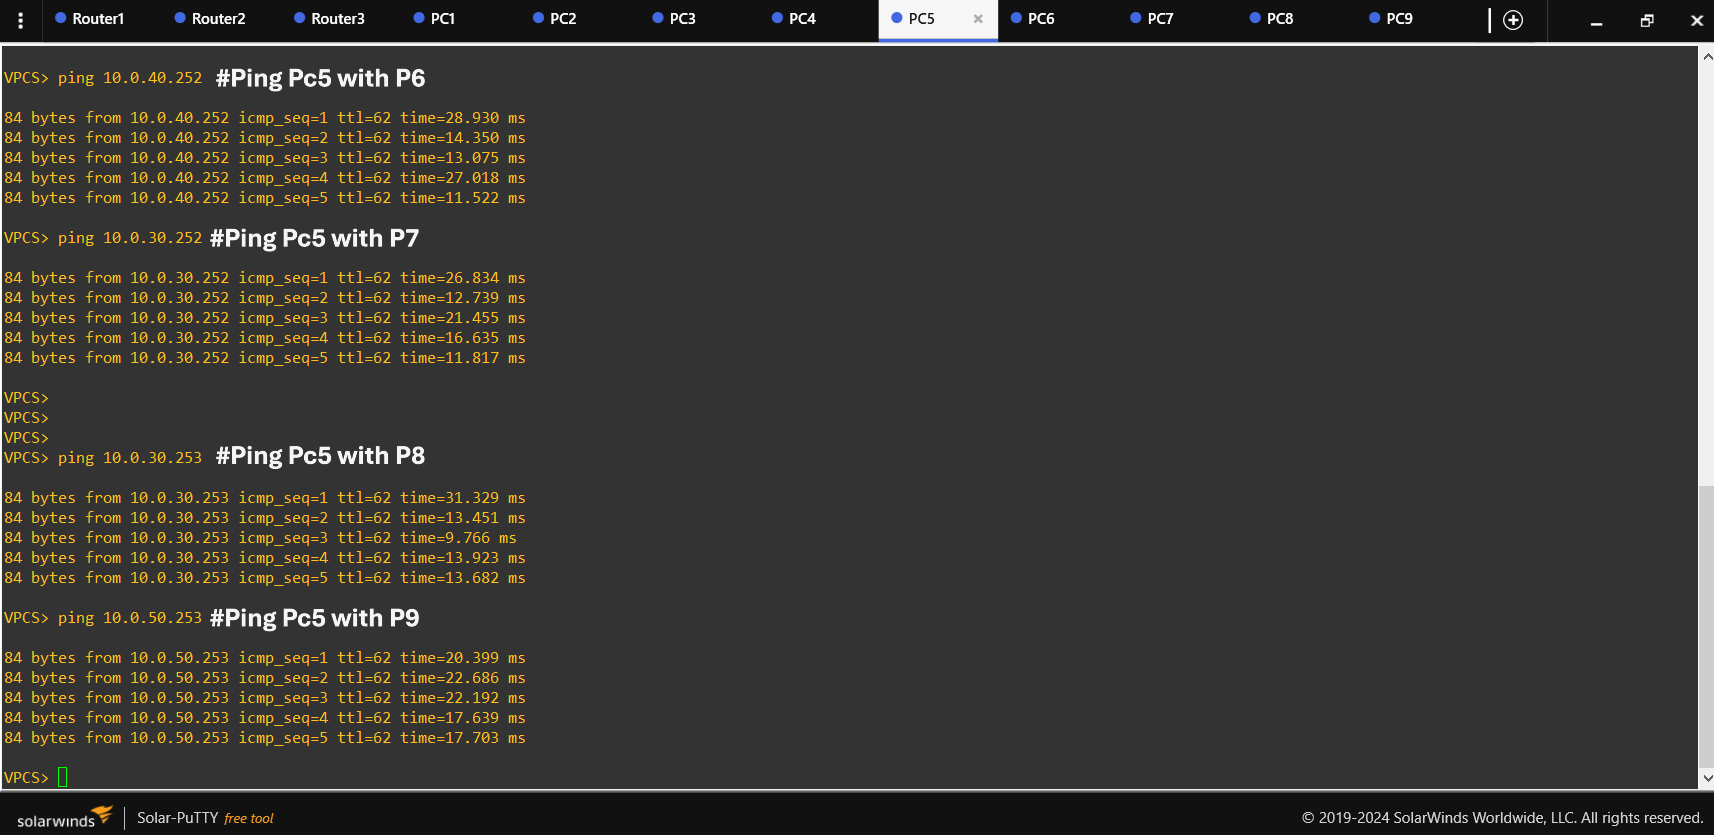 Router1 Router2 Router3 PC1 PC2 PC3 PC4 PC5 PC6 PC7 PC8 PC9
VPCS> ping 10.0.40.252 #Ping Pc5 with P6
84 bytes from 10.0.40.252 icmp_seq=1 ttl=62 time=28.930 ms
84 bytes from 10.0.40.252 icmp_seq=2 ttl=62 time=14.350 ms
84 bytes from 10.0.40.252 icmp_seq=3 ttl=62 time=13.075 ms
84 bytes from 10.0.40.252 icmp_seq=4 ttl=62 time=27.018 ms
84 bytes from 10.0.40.252 icmp_seq=5 ttl=62 time=11.522 ms
VPCS> ping 10.0.30.252 #Ping Pc5 with P7
84 bytes from 10.0.30.252 icmp_seq=1 ttl=62 time=26.834 ms
84 bytes from 10.0.30.252 icmp_seq=2 ttl=62 time=12.739 ms
84 bytes from 10.0.30.252 icmp_seq=3 ttl=62 time=21.455 ms
84 bytes from 10.0.30.252 icmp_seq=4 ttl=62 time=16.635 ms
84 bytes from 10.0.30.252 icmp_seq=5 ttl=62 time=11.817 ms
VPCS>
VPCS>
VPCS>
VPCS> ping 10.0.30.253 #Ping Pc5 with P8
84 bytes from 10.0.30.253 icmp_seq=1 ttl=62 time=31.329 ms
84 bytes from 10.0.30.253 icmp_seq=2 ttl=62 time=13.451 ms
84 bytes from 10.0.30.253 icmp_seq=3 ttl=62 time=9.766 ms
84 bytes from 10.0.30.253 icmp_seq=4 ttl=62 time=13.923 ms
84 bytes from 10.0.30.253 icmp_seq=5 ttl=62 time=13.682 ms
VPCS> ping 10.0.50.253 #Ping Pc5 with P9
84 bytes from 10.0.50.253 icmp_seq=1 ttl=62 time=20.399 ms
84 bytes from 10.0.50.253 icmp_seq=2 ttl=62 time=22.686 ms
84 bytes from 10.0.50.253 icmp_seq=3 ttl=62 time=22.192 ms
84 bytes from 10.0.50.253 icmp_seq=4 ttl=62 time=17.639 ms
84 bytes from 10.0.50.253 icmp_seq=5 ttl=62 time=17.703 ms
VPCS>
solarwinds Solar-PuTTY free tool © 2019-2024 SolarWinds Worldwide, LLC. All rights reserved.